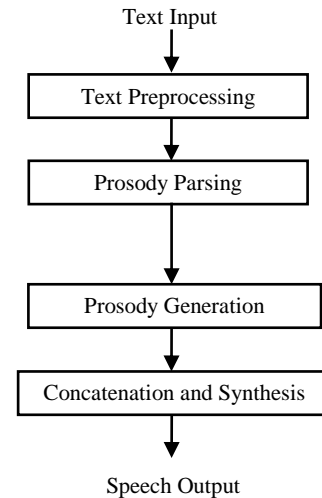 Text Input
Text Preprocessing
Prosody Parsing
Prosody Generation
Concatenation and Synthesis
Speech Output